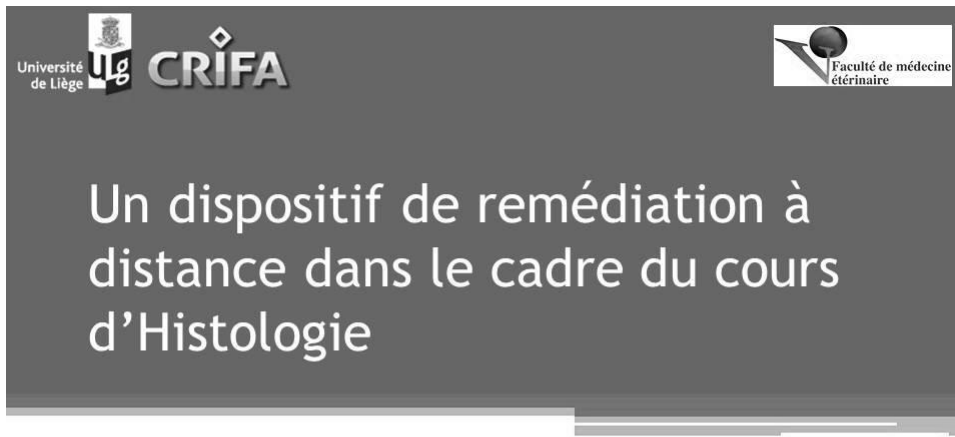 Université
de Liège
ULg
CRIFA
Faculté de médecine
étérinaire
Un dispositif de remédiation à
distance dans le cadre du cours
d’Histologie